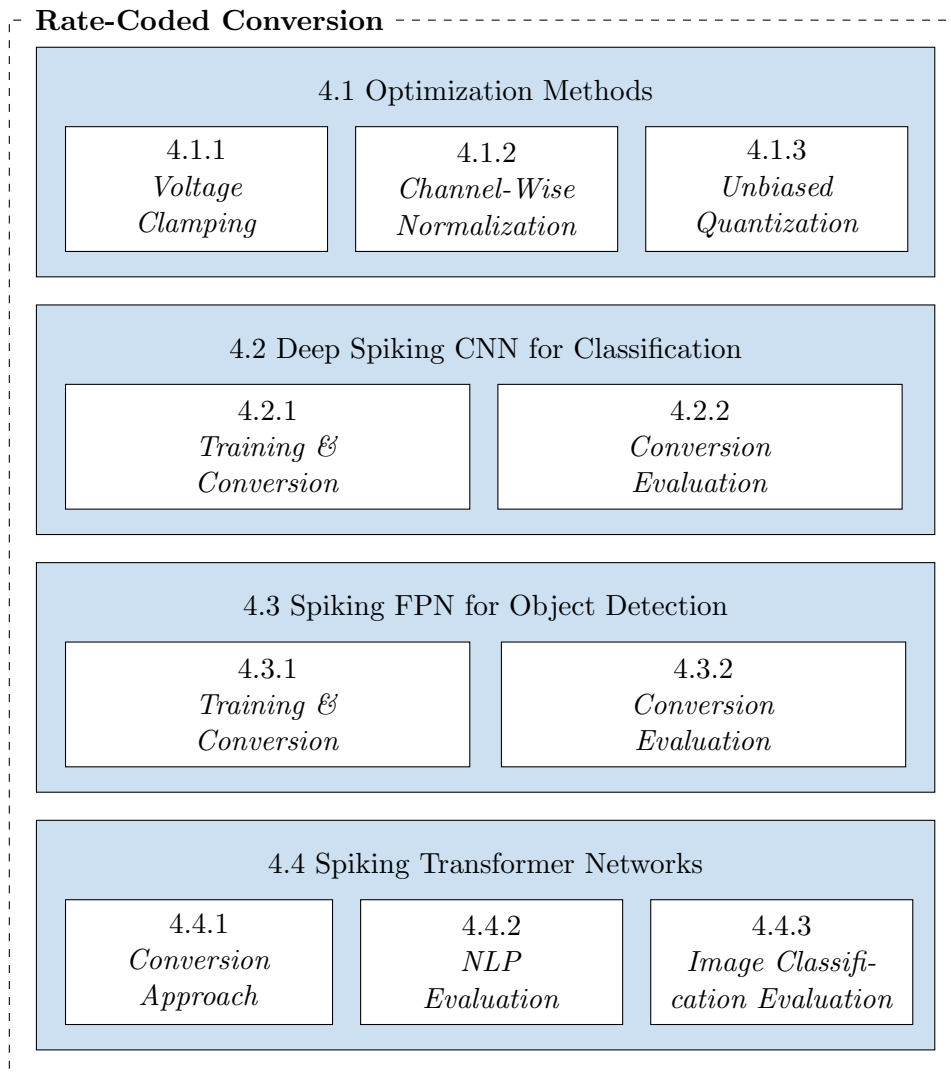 Rate-Coded Conversion
4.1 Optimization Methods
4.1.1
Voltage
Clamping
4.1.2
Channel-Wise
Normalization
4.1.3
Unbiased
Quantization
4.2 Deep Spiking CNN for Classification
4.2.1
Training &
Conversion
4.2.2
Conversion
Evaluation
4.3 Spiking FPN for Object Detection
4.3.1
Training &
Conversion
4.3.2
Conversion
Evaluation
4.4 Spiking Transformer Networks
4.4.1
Conversion
Approach
4.4.2
NLP
Evaluation
4.4.3
Image Classifi-
cation Evaluation